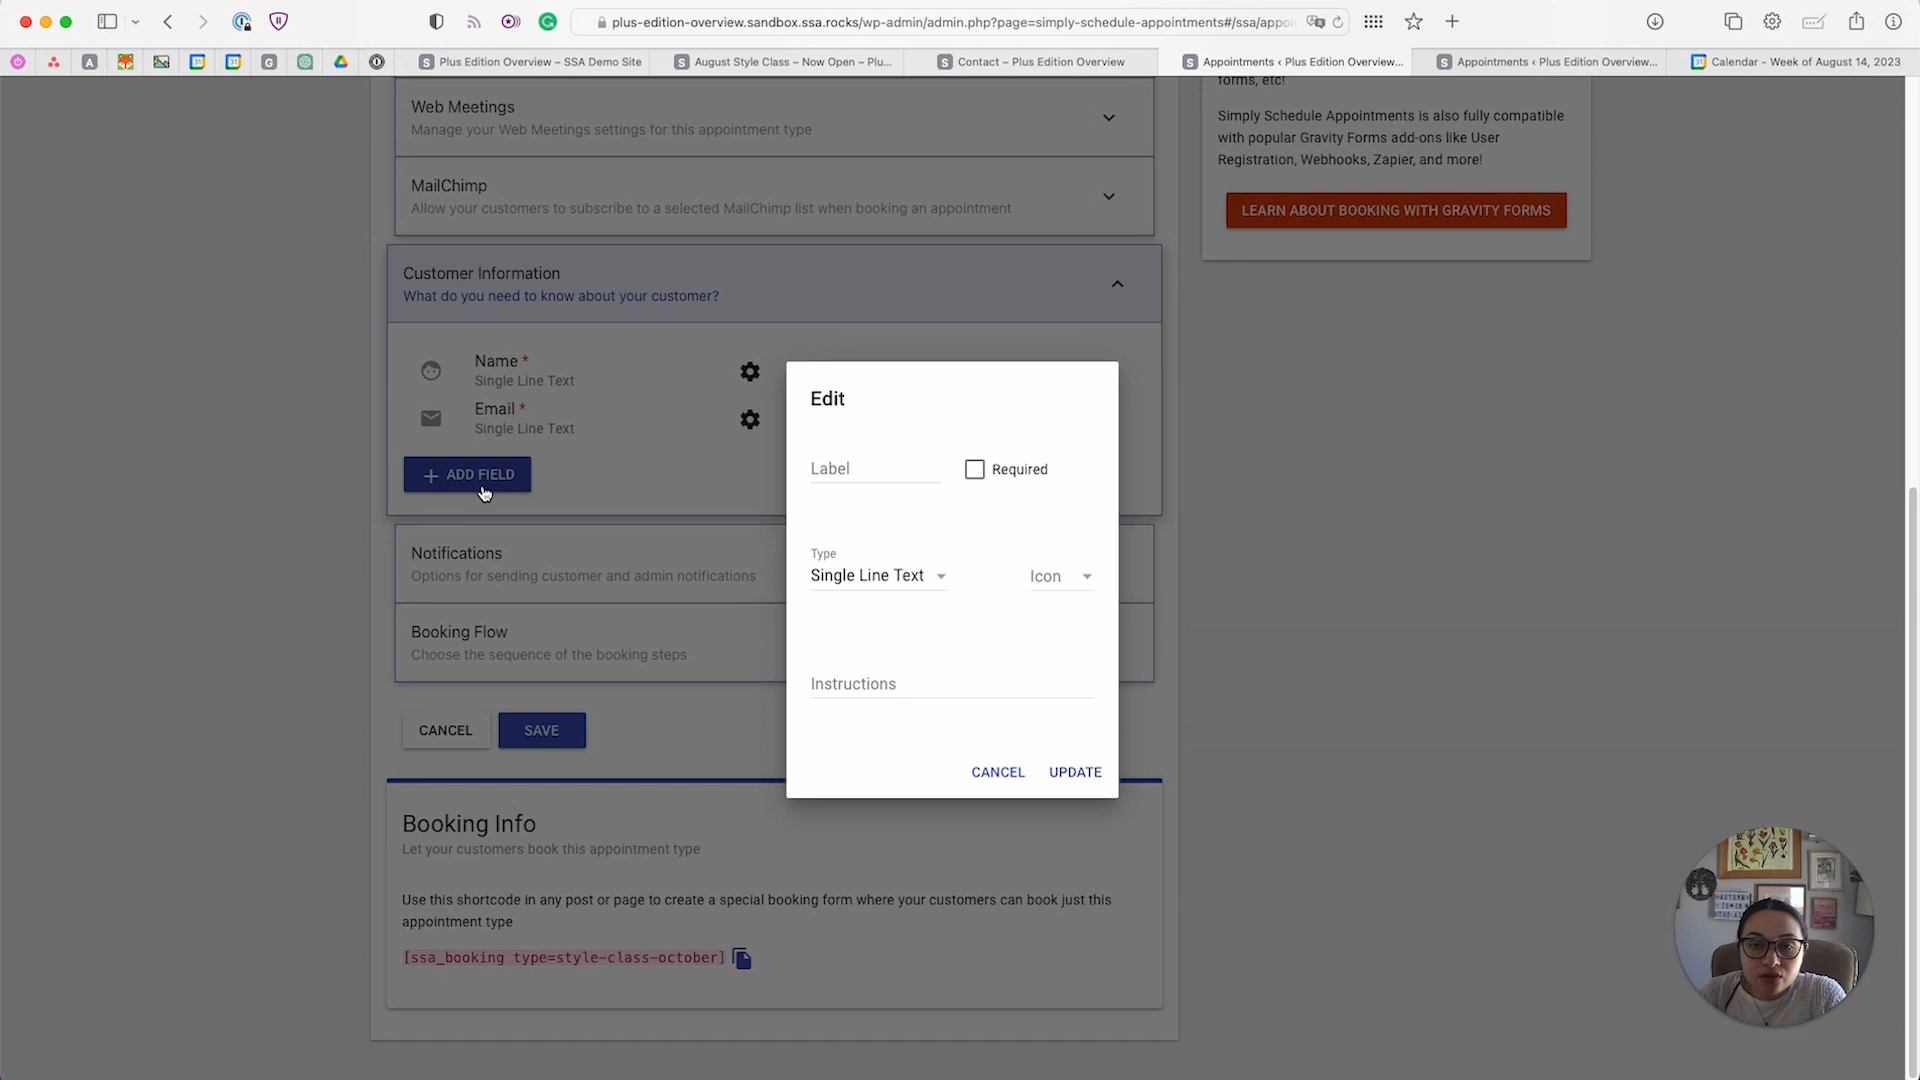 plus-edition-overview.sandbox.ssa.rocks/wp-admin/admin.php?page=simply-schedule-appointments#/ssa/appoi
Plus Edition Overview – SSA Demo Site
August Style Class – Now Open – Plu...
Contact – Plus Edition Overview
Appointments ‹ Plus Edition Overview...
Appointments ‹ Plus Edition Overview...
Calendar - Week of August 14, 2023
Web Meetings
Manage your Web Meetings settings for this appointment type
MailChimp
Allow your customers to subscribe to a selected MailChimp list when booking an appointment
Customer Information
What do you need to know about your customer?
Name *
Single Line Text
Email *
Single Line Text
ADD FIELD
Notifications
Options for sending customer and admin notifications
Booking Flow
Choose the sequence of the booking steps
CANCEL
SAVE
Booking Info
Let your customers book this appointment type
Use this shortcode in any post or page to create a special booking form where your customers can book just this
appointment type
[ssa_booking type=style-class-october]
forms, etc!
Simply Schedule Appointments is also fully compatible
with popular Gravity Forms add-ons like User
Registration, Webhooks, Zapier, and more!
LEARN ABOUT BOOKING WITH GRAVITY FORMS
Edit
Label
Required
Type
Single Line Text
Icon
Instructions
CANCEL
UPDATE